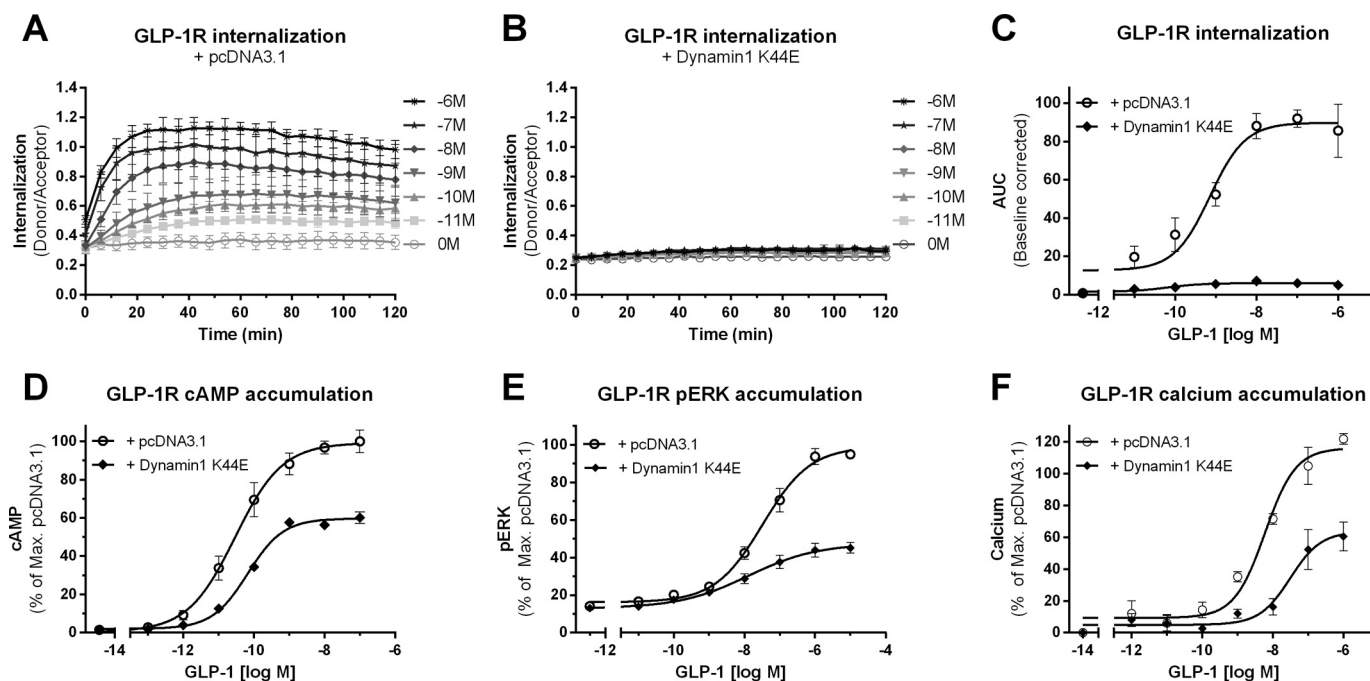 A
GLP-1R internalization
+ pcDNA3.1
Internalization
(Donor/Acceptor)
1.4
1.2
1.0
0.8
0.6
0.4
0.2
0.0
0 20 40 60 80 100 120
Time (min)
-6M
-7M
-8M
-9M
-10M
-11M
0M
B
GLP-1R internalization
+ Dynamin1 K44E
Internalization
(Donor/Acceptor)
1.4
1.2
1.0
0.8
0.6
0.4
0.2
0.0
0 20 40 60 80 100 120
Time (min)
-6M
-7M
-8M
-9M
-10M
-11M
0M
C
GLP-1R internalization
+ pcDNA3.1
+ Dynamin1 K44E
AUC
(Baseline corrected)
100
80
60
40
20
0
-12 -10 -8 -6
GLP-1 [log M]
D
GLP-1R cAMP accumulation
+ pcDNA3.1
+ Dynamin1 K44E
cAMP
(% of Max. pcDNA3.1)
100
80
60
40
20
0
-14 -12 -10 -8 -6
GLP-1 [log M]
E
GLP-1R pERK accumulation
+ pcDNA3.1
+ Dynamin1 K44E
pERK
(% of Max. pcDNA3.1)
100
80
60
40
20
0
-12 -10 -8 -6 -4
GLP-1 [log M]
F
GLP-1R calcium accumulation
+ pcDNA3.1
+ Dynamin1 K44E
Calcium
(% of Max. pcDNA3.1)
120
100
80
60
40
20
0
-14 -12 -10 -8 -6
GLP-1 [log M]